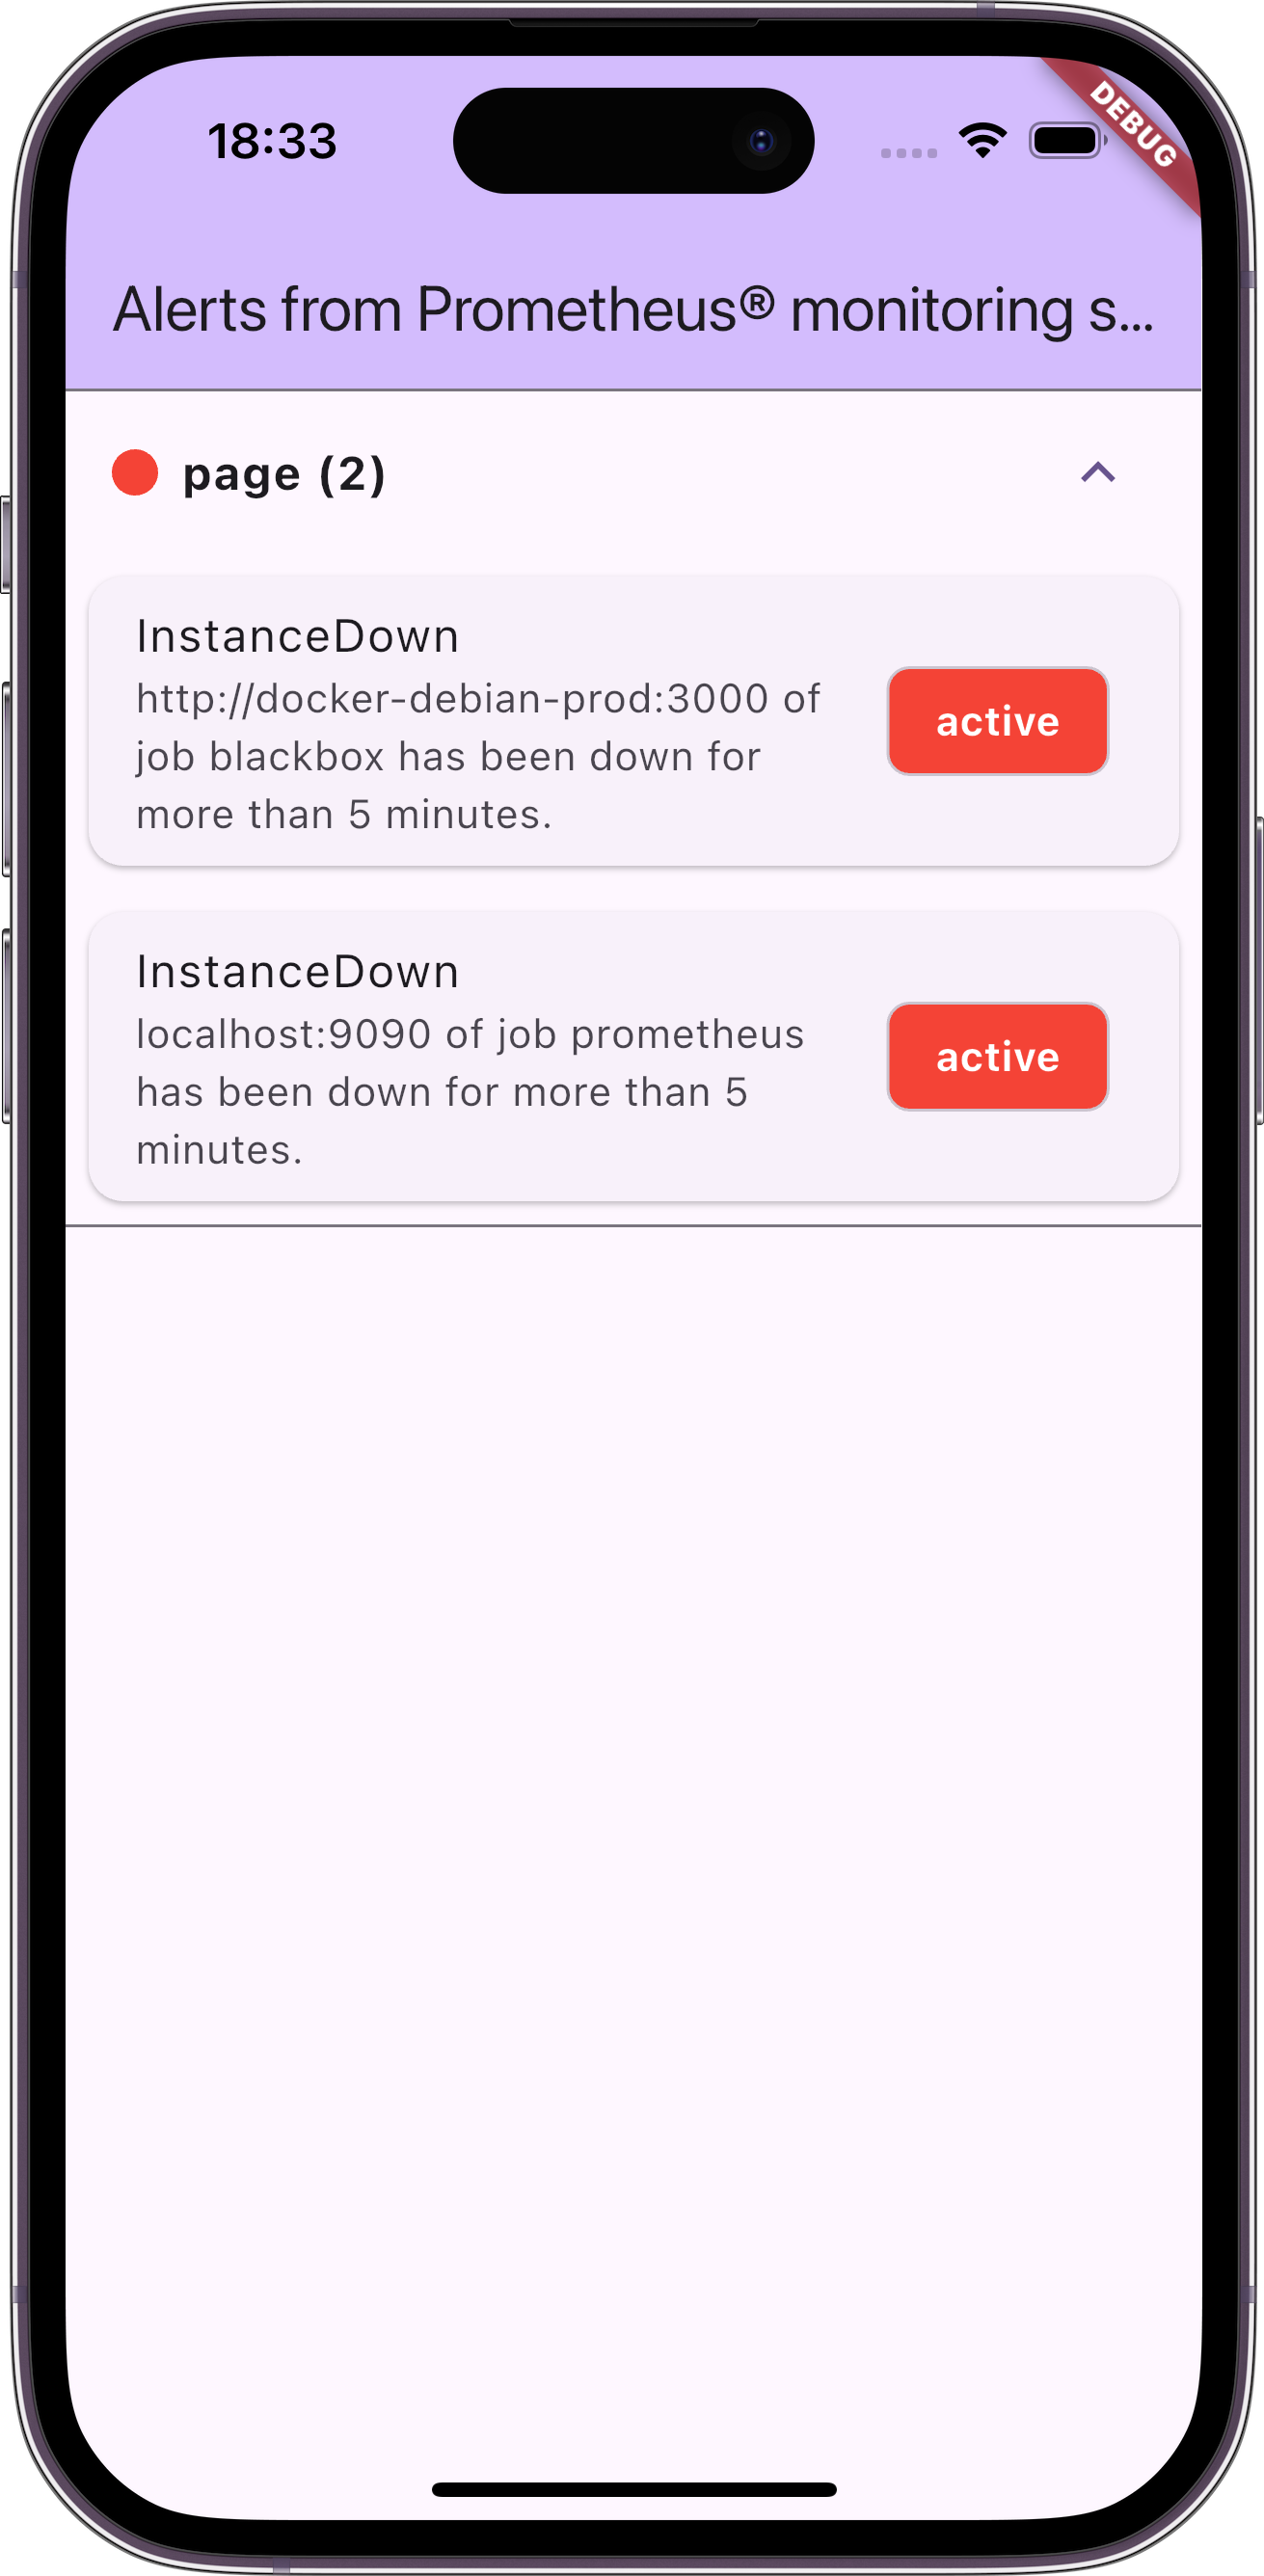 18:33
DEBUG
Alerts from Prometheus® monitoring s...
page (2)
InstanceDown
http://docker-debian-prod:3000 of
job blackbox has been down for
more than 5 minutes.
active
InstanceDown
localhost:9090 of job prometheus
has been down for more than 5
minutes.
active